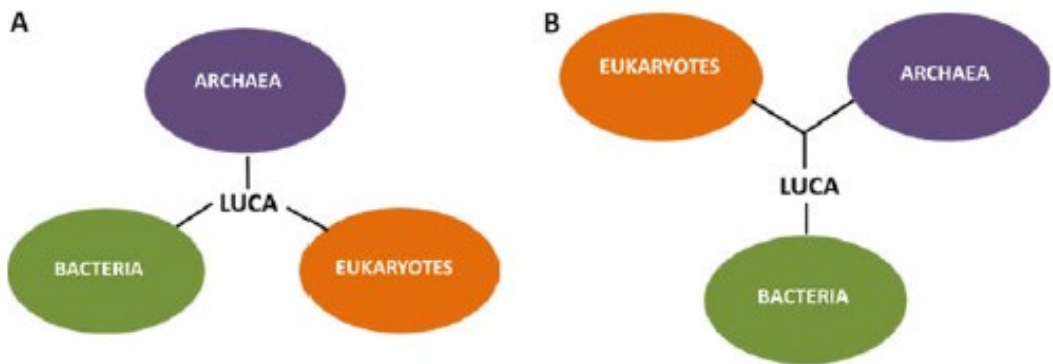 A
ARCHAEA
LUCA
BACTERIA
EUKARYOTES
B
EUKARYOTES
ARCHAEA
LUCA
BACTERIA